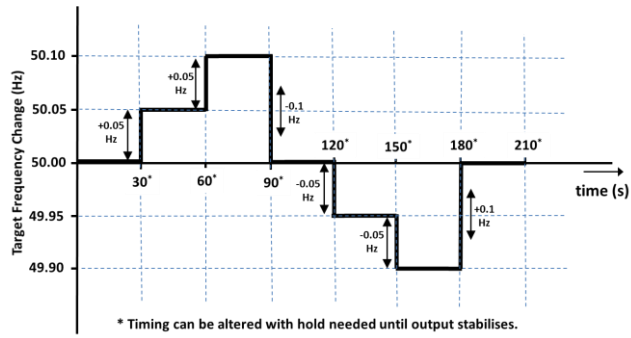 Target Frequency Change (Hz)
50.10
50.05
50.00
49.95
49.90
+0.05
Hz
+0.05
Hz
-0.1
Hz
30*
60*
90*
120*
150*
180*
210*
-0.05
Hz
-0.05
Hz
+0.1
Hz
time (s)
* Timing can be altered with hold needed until output stabilises.